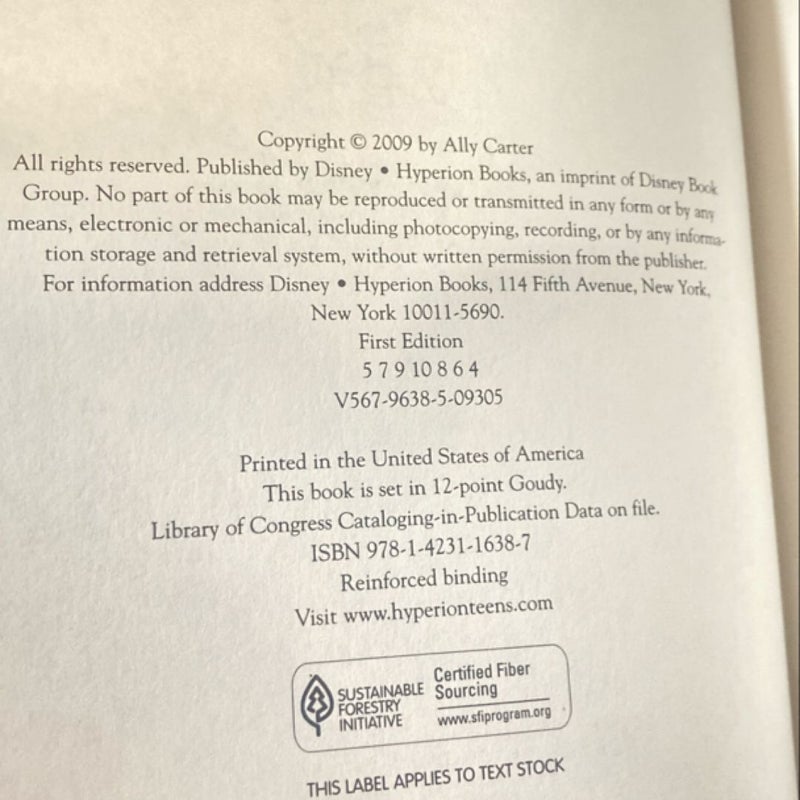 Copyright © 2009 by Ally Carter
All rights reserved. Published by Disney • Hyperion Books, an imprint of Disney Book
Group. No part of this book may be reproduced or transmitted in any form or by any
means, electronic or mechanical, including photocopying, recording, or by any informa-
tion storage and retrieval system, without written permission from the publisher.
For information address Disney • Hyperion Books, 114 Fifth Avenue, New York,
New York 10011-5690.
First Edition
5 7 9 10 8 6 4
V567-9638-5-09305
Printed in the United States of America
This book is set in 12-point Goudy.
Library of Congress Cataloging-in-Publication Data on file.
ISBN 978-1-4231-1638-7
Reinforced binding
Visit www.hyperionteens.com
SUSTAINABLE
FORESTRY
INITIATIVE
Certified Fiber
Sourcing
www.sfiprogram.org
THIS LABEL APPLIES TO TEXT STOCK